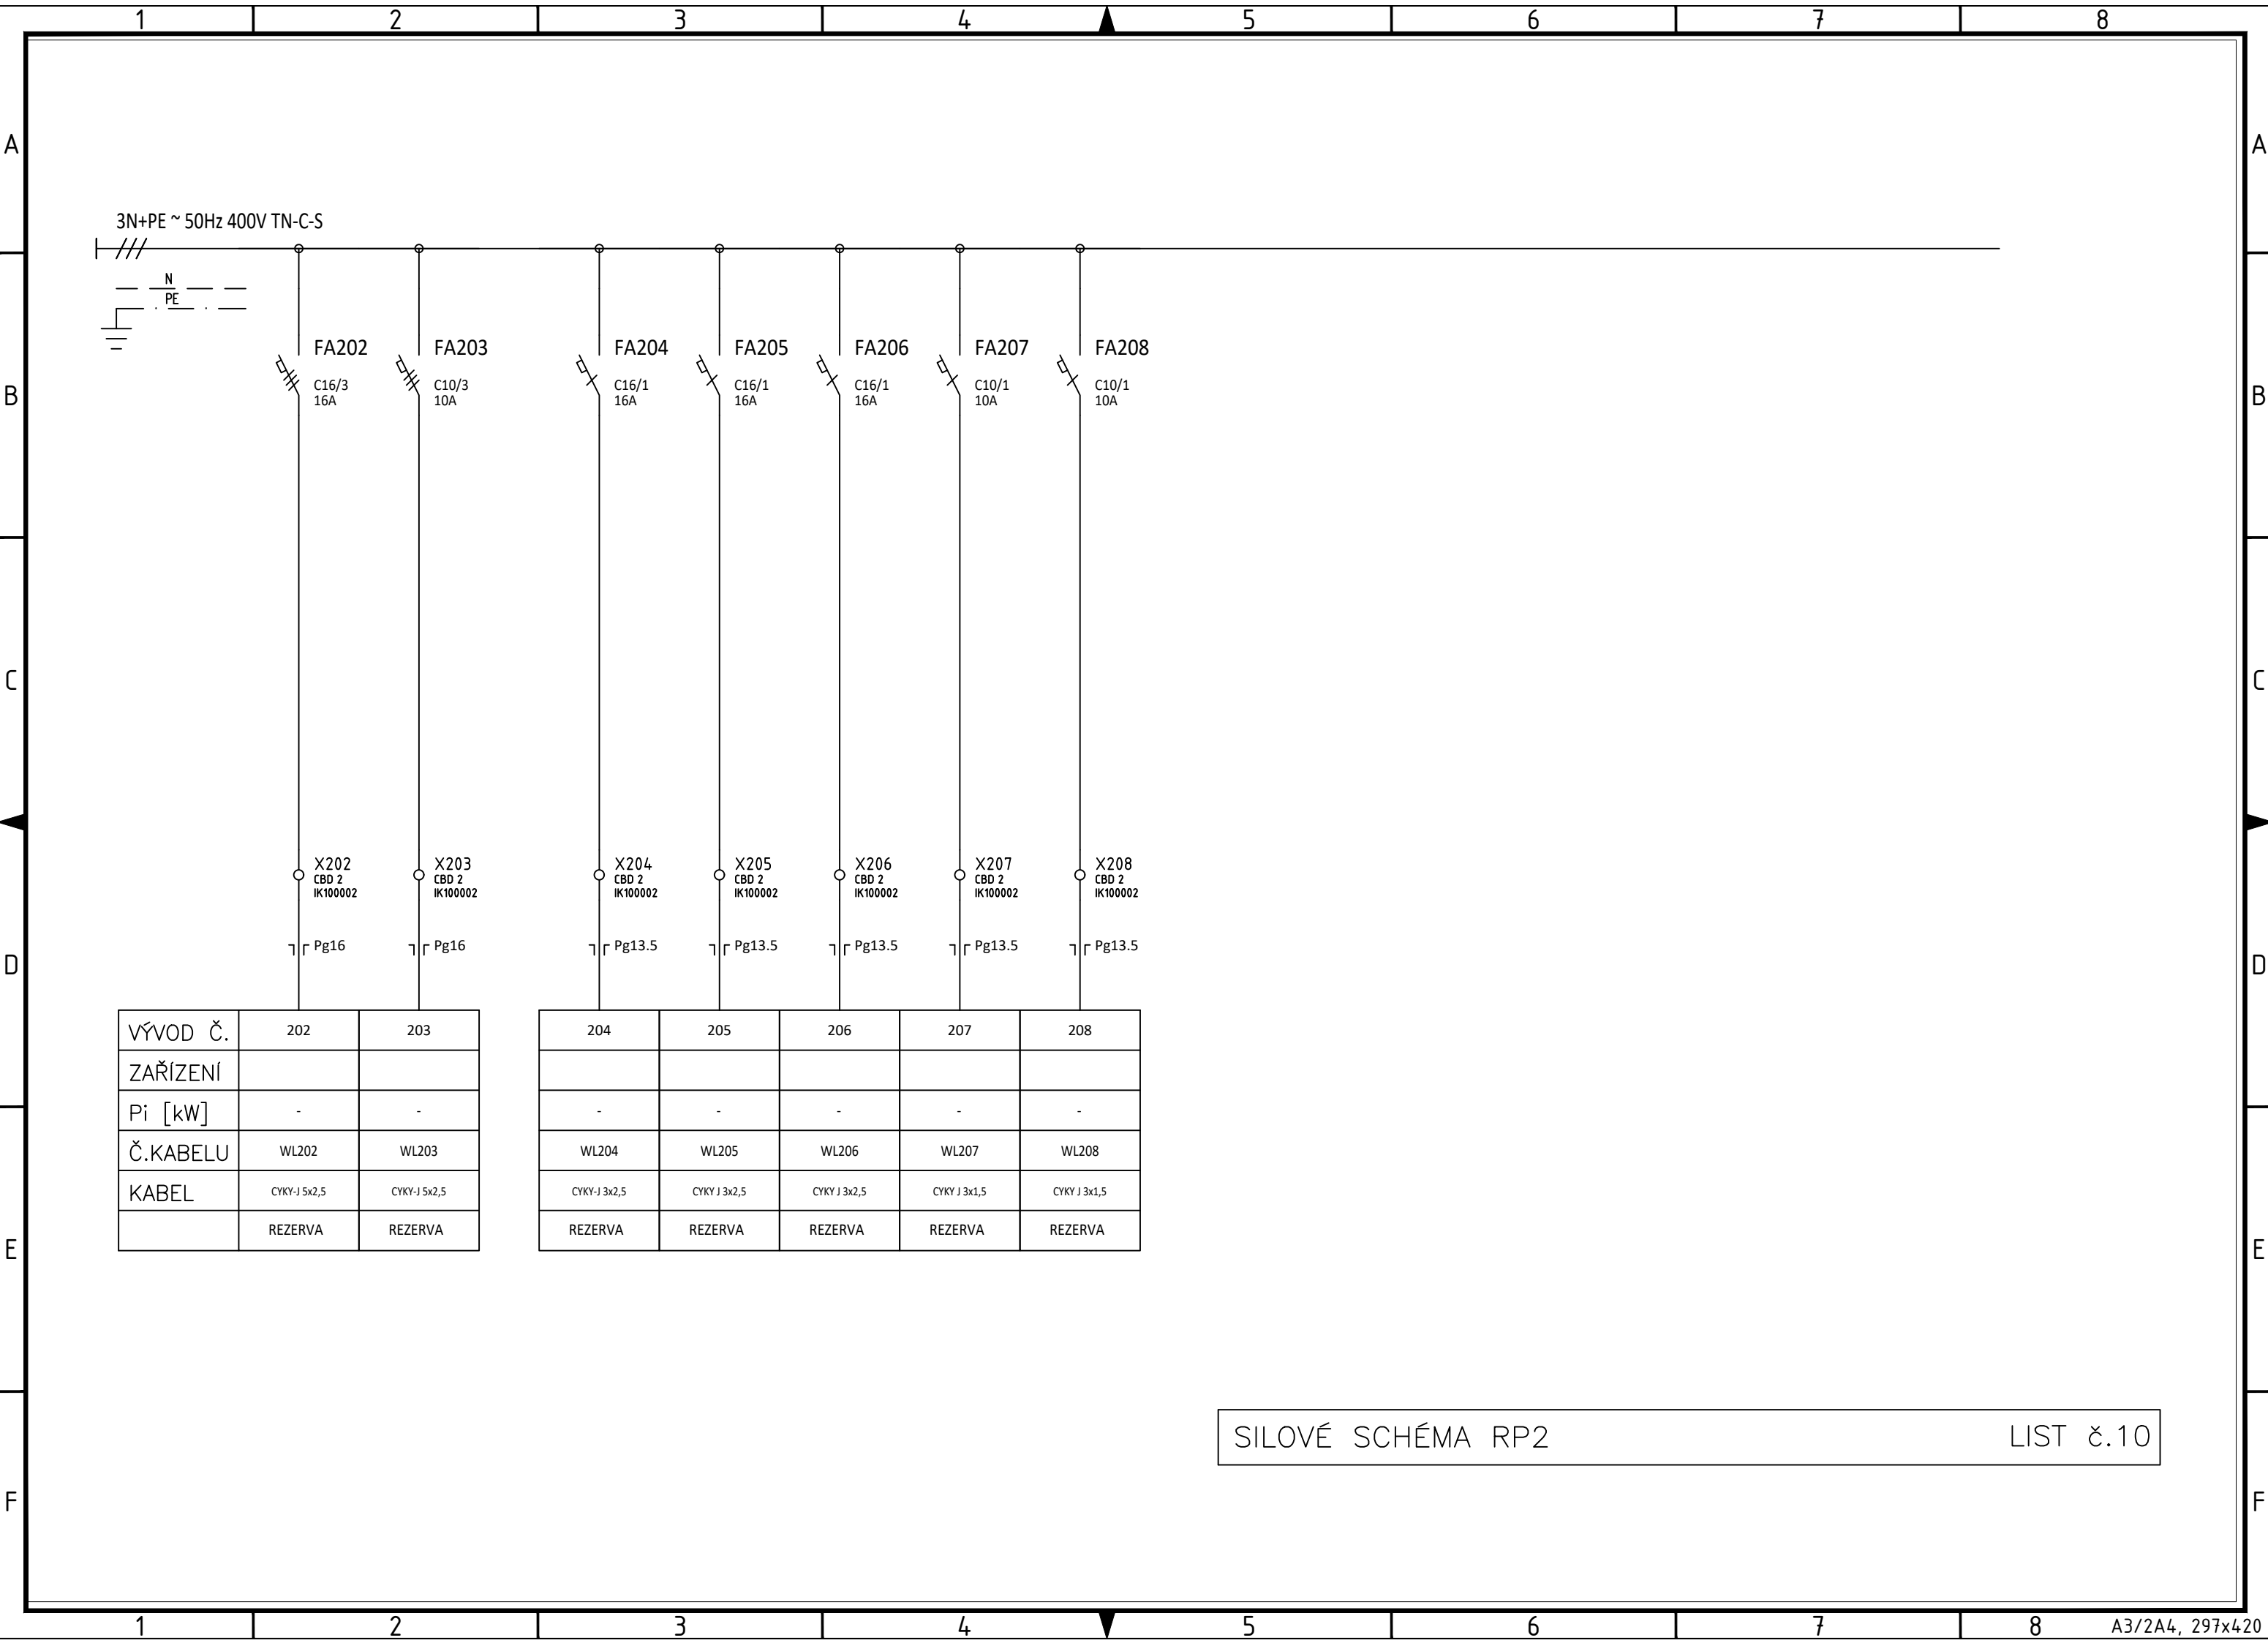 1 2 3 4 5 6 7 8
A A
3N+PE ~ 50Hz 400V TN-C-S
N
PE
FA202 FA203 FA204 FA205 FA206 FA207 FA208
C16/3 C10/3 C16/1 C16/1 C16/1 C10/1 C10/1
16A 10A 16A 16A 16A 10A 10A
B B
C C
X202 X203 X204 X205 X206 X207 X208
CBD 2 CBD 2 CBD 2 CBD 2 CBD 2 CBD 2 CBD 2
IK100002 IK100002 IK100002 IK100002 IK100002 IK100002 IK100002
Pg16 Pg16 Pg13.5 Pg13.5 Pg13.5 Pg13.5 Pg13.5
D D
VÝVOD Č. 202 203 204 205 206 207 208
ZAŘÍZENÍ
Pi [kW] - - - - - - -
Č.KABELU WL202 WL203 WL204 WL205 WL206 WL207 WL208
KABEL CYKY-J 5x2,5 CYKY-J 5x2,5 CYKY-J 3x2,5 CYKY J 3x2,5 CYKY J 3x2,5 CYKY J 3x1,5 CYKY J 3x1,5
REZERVA REZERVA REZERVA REZERVA REZERVA REZERVA REZERVA
E E
SILOVÉ SCHÉMA RP2 LIST č.10
F F
1 2 3 4 5 6 7 8 A3/2A4, 297x420